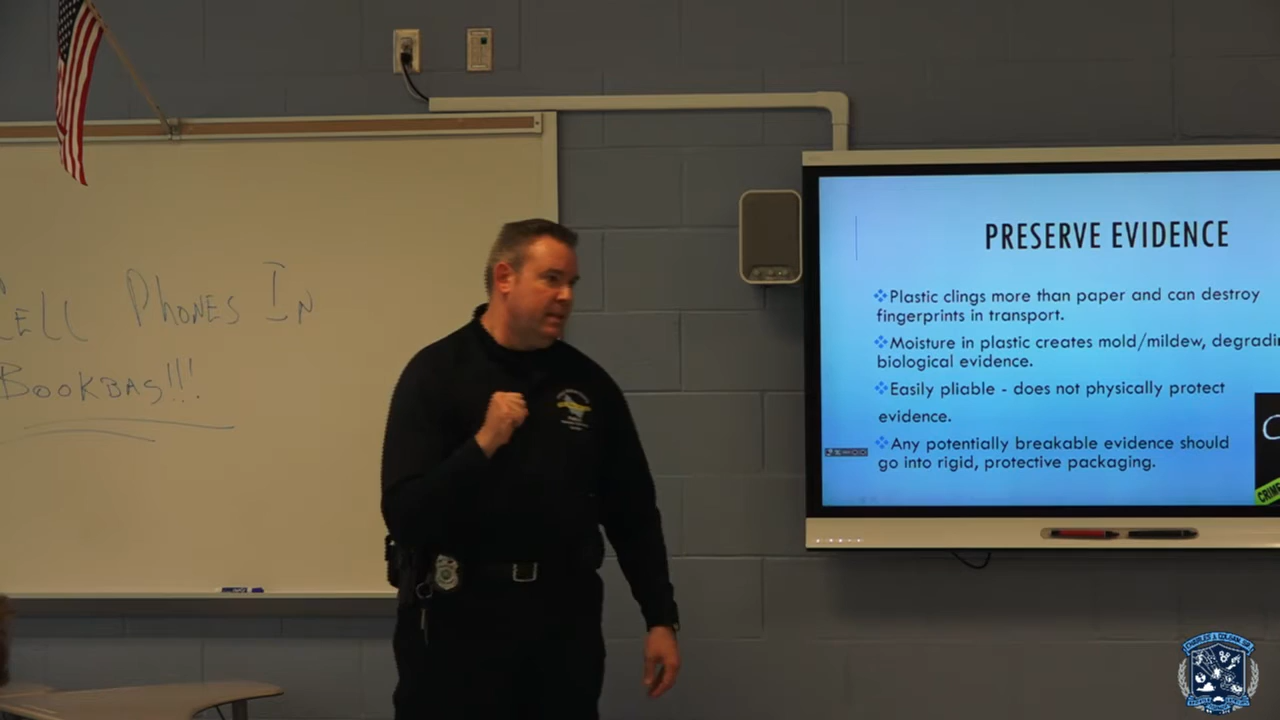 CELL PHONES IN
BOOKBAG!!!
PRESERVE EVIDENCE
Plastic clings more than paper and can destroy
fingerprints in transport.
Moisture in plastic creates mold/mildew, degradin
biological evidence.
Easily pliable - does not physically protect
evidence.
Any potentially breakable evidence should
go into rigid, protective packaging.
CRIME